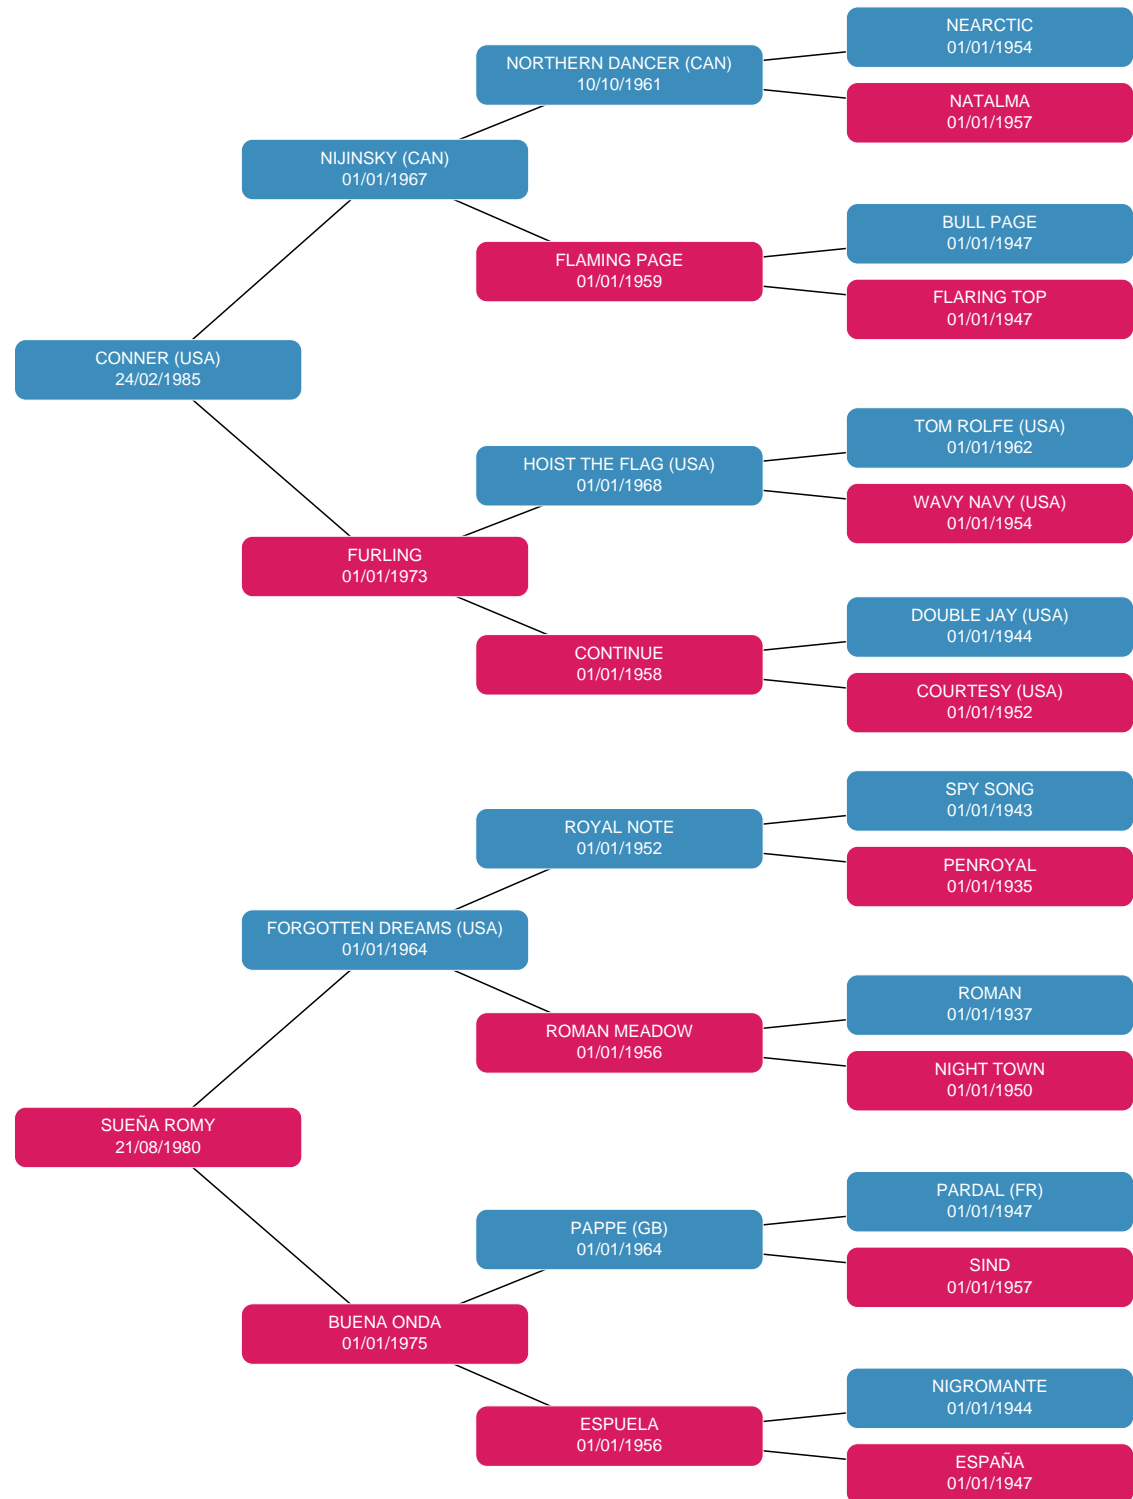 NEARCTIC
01/01/1954
NORTHERN DANCER (CAN)
10/10/1961
NATALMA
01/01/1957
NIJINSKY (CAN)
01/01/1967
BULL PAGE
01/01/1947
FLAMING PAGE
01/01/1959
FLARING TOP
01/01/1947
CONNER (USA)
24/02/1985
TOM ROLFE (USA)
01/01/1962
HOIST THE FLAG (USA)
01/01/1968
WAVY NAVY (USA)
01/01/1954
FURLING
01/01/1973
DOUBLE JAY (USA)
01/01/1944
CONTINUE
01/01/1958
COURTESY (USA)
01/01/1952
SPY SONG
01/01/1943
ROYAL NOTE
01/01/1952
PENROYAL
01/01/1935
FORGOTTEN DREAMS (USA)
01/01/1964
ROMAN
01/01/1937
ROMAN MEADOW
01/01/1956
NIGHT TOWN
01/01/1950
SUEÑA ROMY
21/08/1980
PARDAL (FR)
01/01/1947
PAPPE (GB)
01/01/1964
SIND
01/01/1957
BUENA ONDA
01/01/1975
NIGROMANTE
01/01/1944
ESPUELA
01/01/1956
ESPAÑA
01/01/1947